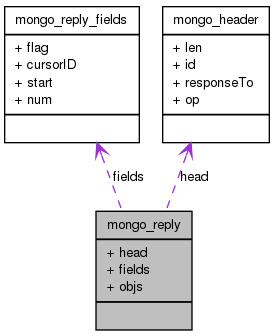 mongo_reply_fields
+ flag
+ cursorID
+ start
+ num
mongo_header
+ len
+ id
+ responseTo
+ op
fields
head
mongo_reply
+ head
+ fields
+ objs